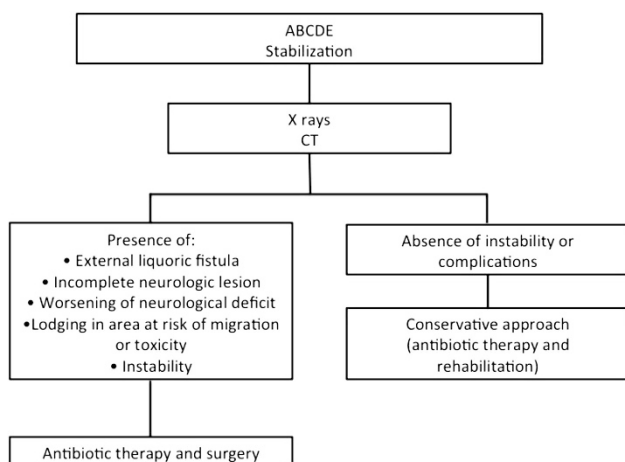 ABCDE
Stabilization
X rays
CT
Presence of:
• External liquoric fistula
• Incomplete neurologic lesion
• Worsening of neurological deficit
•Lodging in area at risk of migration
or toxicity
• Instability
Antibiotic therapy and surgery
Absence of instability or
complications
Conservative approach
(antibiotic therapy and
rehabilitation)